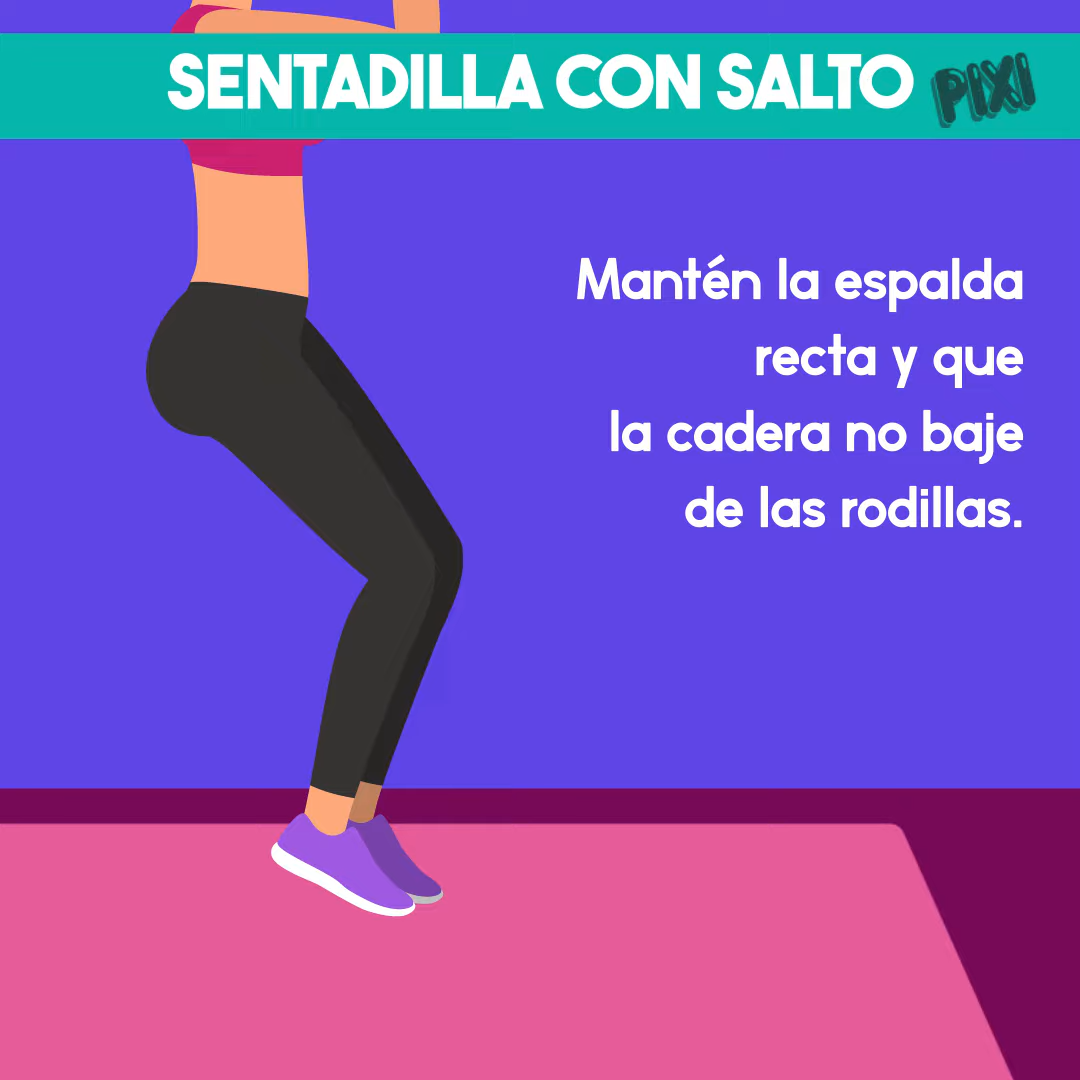 SENTADILLA CON SALTO PIXI
Mantén la espalda
recta y que
la cadera no baje
de las rodillas.